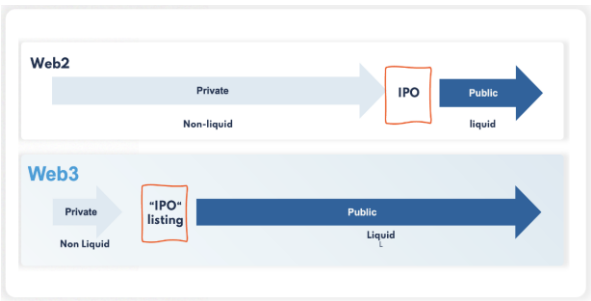 Web2
Private
IPO
Public
Non-liquid
liquid
Web3
Private
"IPO"
listing
Public
Non Liquid
Liquid